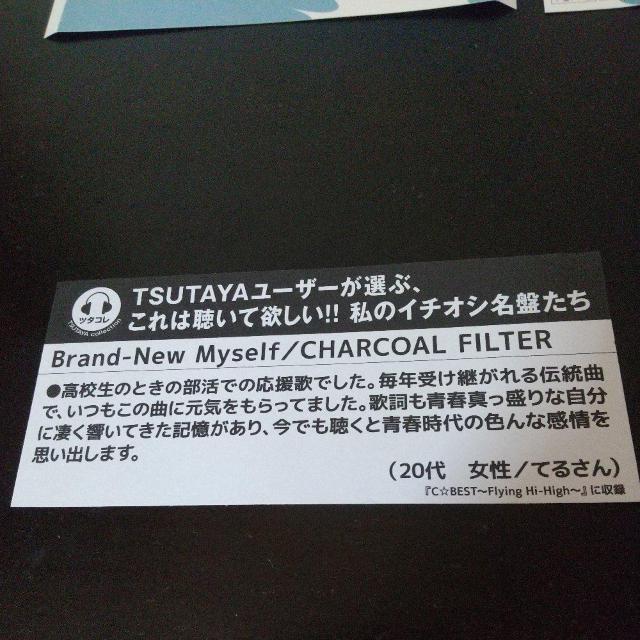 ツタコレ
TSUTAYA collection
TSUTAYAユーザーが選ぶ、
これは聴いて欲しい!! 私のイチオシ名盤たち
Brand-New Myself/CHARCOAL FILTER
●高校生のときの部活での応援歌でした。毎年受け継がれる伝統曲
で、いつもこの曲に元気をもらってました。歌詞も青春真っ盛りな自分
に凄く響いてきた記憶があり、今でも聴くと青春時代の色んな感情を
思い出します。
(20代 女性/てるさん)
『C☆BEST~Flying Hi-High~』に収録